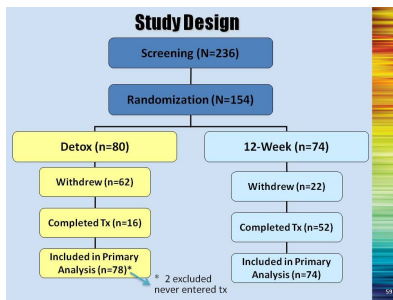 Study Design
Screening (N=236)
Randomization (N=154)
Detox (n=80)
12-Week (n=74)
Withdrew (n=62)
Withdrew (n=22)
Completed Tx (n=16)
Completed Tx (n=52)
Included in Primary
Analysis (n=78)*
Included in Primary
Analysis (n=74)
* 2 excluded
never entered tx
59